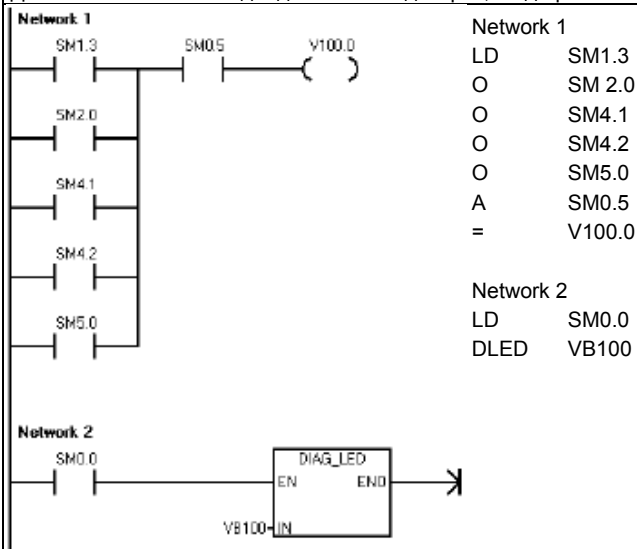 Network 1
SM1.3
SM0.5
V100.0
SM2.0
SM4.1
SM4.2
SM5.0
Network 2
SM0.0
DIAG_LED
EN
ENO
VB100
IN
Network 1
LD SM1.3
O SM 2.0
O SM4.1
O SM4.2
O SM5.0
A SM0.5
= V100.0
Network 2
LD SM0.0
DLED VB100